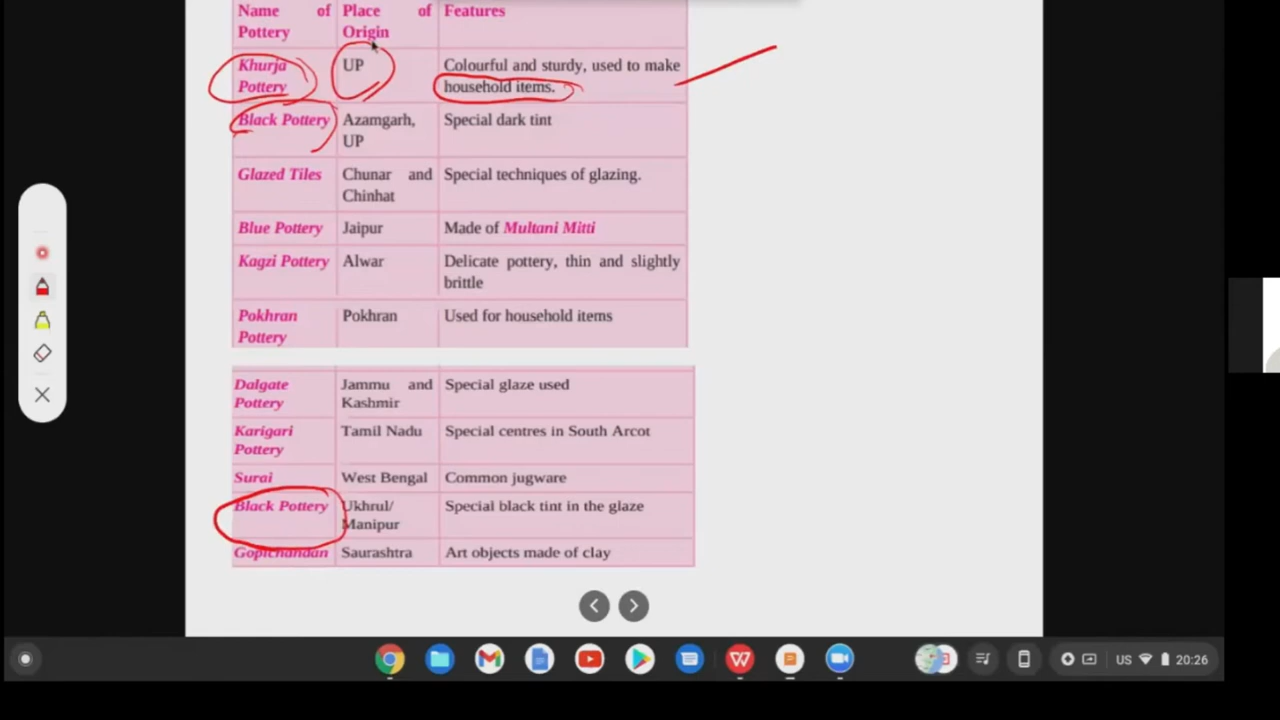 Name of Place of Features
Pottery Origin
Khurja UP Colourful and sturdy, used to make
Pottery household items.
Black Pottery Azamgarh, Special dark tint
UP
Glazed Tiles Chunar and Special techniques of glazing.
Chinhat
Blue Pottery Jaipur Made of Multani Mitti
Kagzi Pottery Alwar Delicate pottery, thin and slightly
brittle
Pokhran Pokhran Used for household items
Pottery
Dalgate Jammu and Special glaze used
Pottery Kashmir
Karigari Tamil Nadu Special centres in South Arcot
Pottery
Surai West Bengal Common jugware
Black Pottery Ukhrul/ Special black tint in the glaze
Manipur
Gopichandan Saurashtra Art objects made of clay
US 20:26